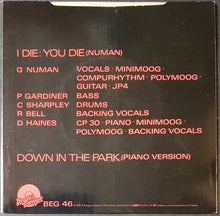 I DIE: YOU DIE (NUMAN)
G NUMAN VOCALS · MINIMOOG ·
COMPURHYTHM · POLYMOOG ·
GUITAR · JP4
P GARDINER BASS
C SHARPLEY DRUMS
R BELL BACKING VOCALS
D HAINES CP 30 · PIANO · MINIMOOG ·
POLYMOOG · BACKING VOCALS
DOWN IN THE PARK (PIANO VERSION)
BEG 46